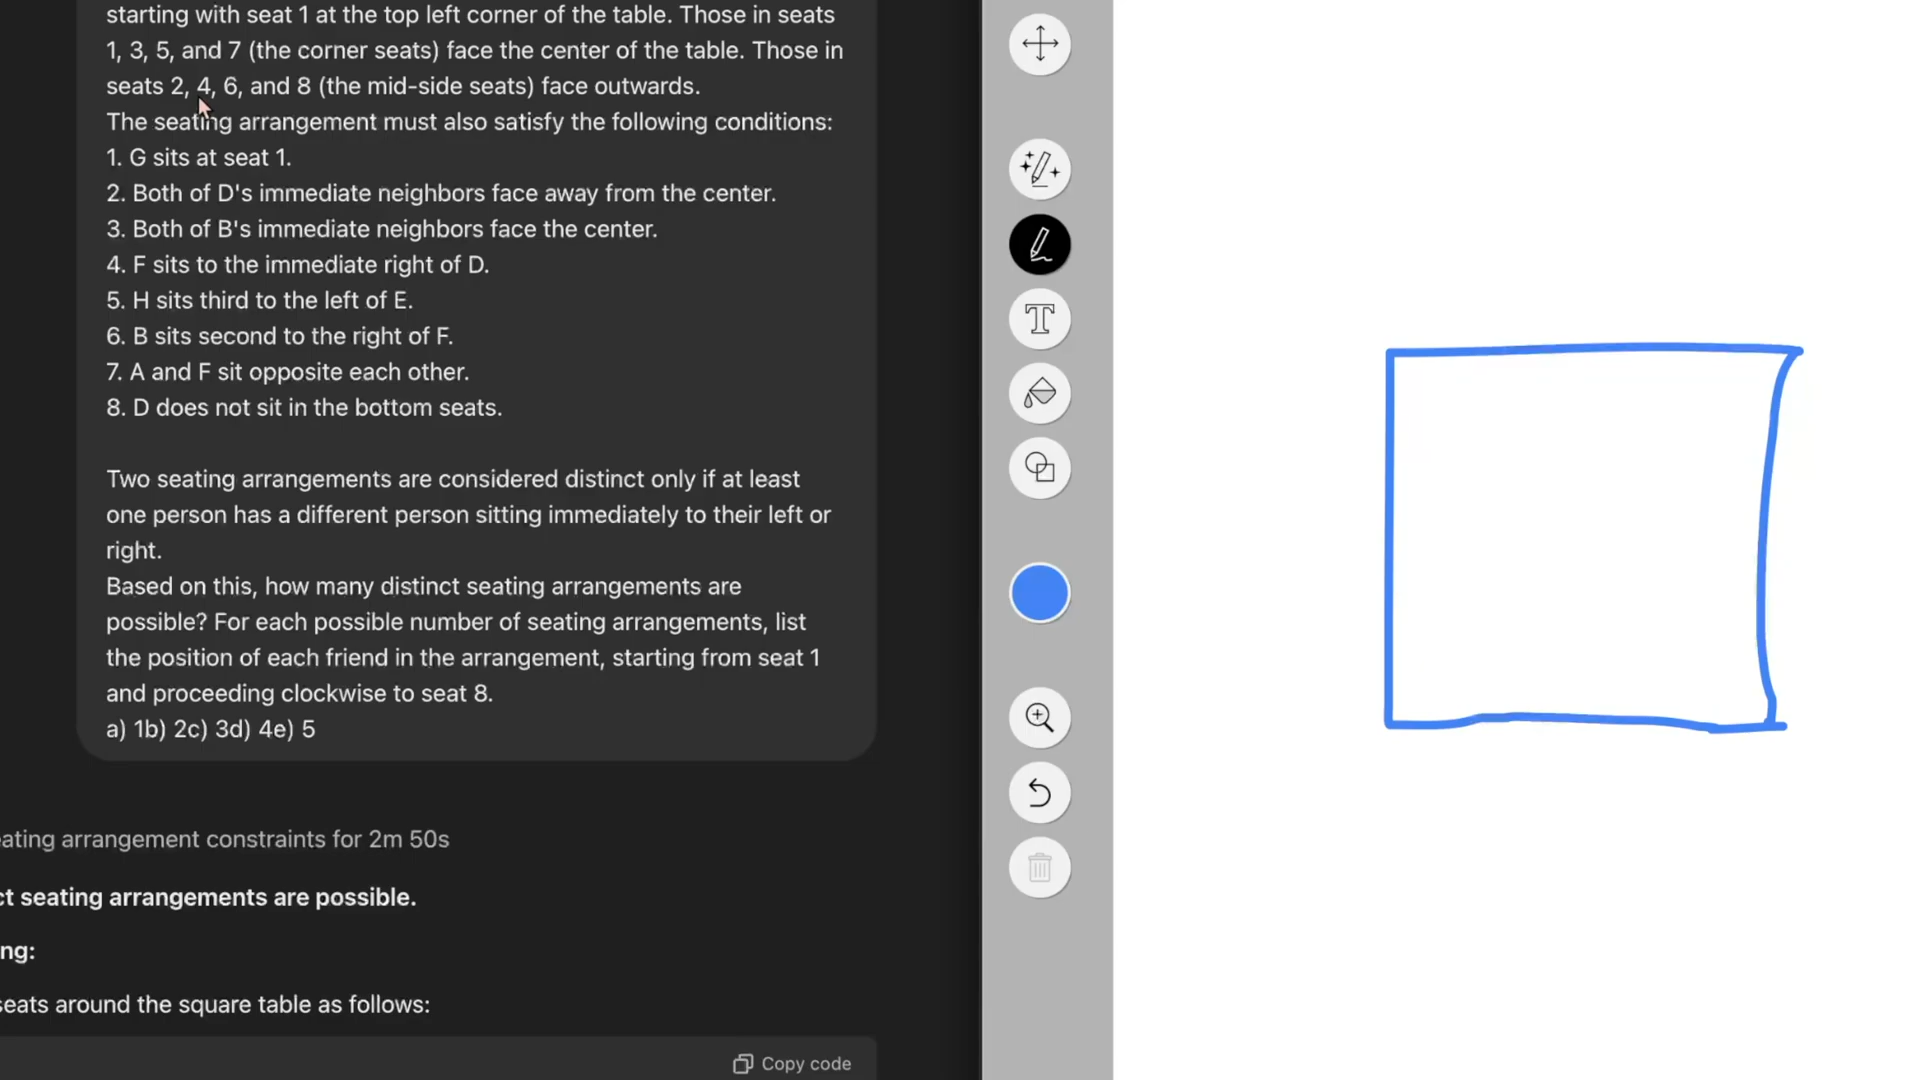 starting with seat 1 at the top left corner of the table. Those in seats
1, 3, 5, and 7 (the corner seats) face the center of the table. Those in
seats 2, 4, 6, and 8 (the mid-side seats) face outwards.
The seating arrangement must also satisfy the following conditions:
1. G sits at seat 1.
2. Both of D's immediate neighbors face away from the center.
3. Both of B's immediate neighbors face the center.
4. F sits to the immediate right of D.
5. H sits third to the left of E.
6. B sits second to the right of F.
7. A and F sit opposite each other.
8. D does not sit in the bottom seats.
Two seating arrangements are considered distinct only if at least
one person has a different person sitting immediately to their left or
right.
Based on this, how many distinct seating arrangements are
possible? For each possible number of seating arrangements, list
the position of each friend in the arrangement, starting from seat 1
and proceeding clockwise to seat 8.
a) 1b) 2c) 3d) 4e) 5
eating arrangement constraints for 2m 50s
ct seating arrangements are possible.
ng:
seats around the square table as follows:
Copy code
T